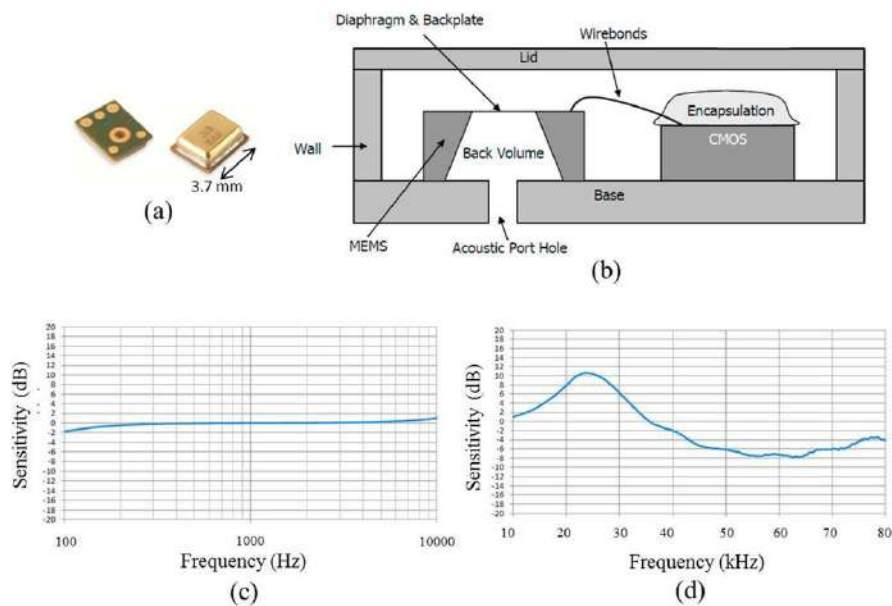 3.7 mm
(a)
Diaphragm & Backplate
Wirebonds
Lid
Encapsulation
CMOS
Wall
Back Volume
Base
MEMS
Acoustic Port Hole
(b)
Sensitivity (dB)
20
18
16
14
12
10
8
6
4
2
0
-2
-4
-6
-8
-10
-12
-14
-16
-18
-20
100
1000
10000
Frequency (Hz)
(c)
Sensitivity (dB)
20
18
16
14
12
10
8
6
4
2
0
-2
-4
-6
-8
-10
-12
-14
-16
-18
-20
10
20
30
40
50
60
70
80
Frequency (kHz)
(d)